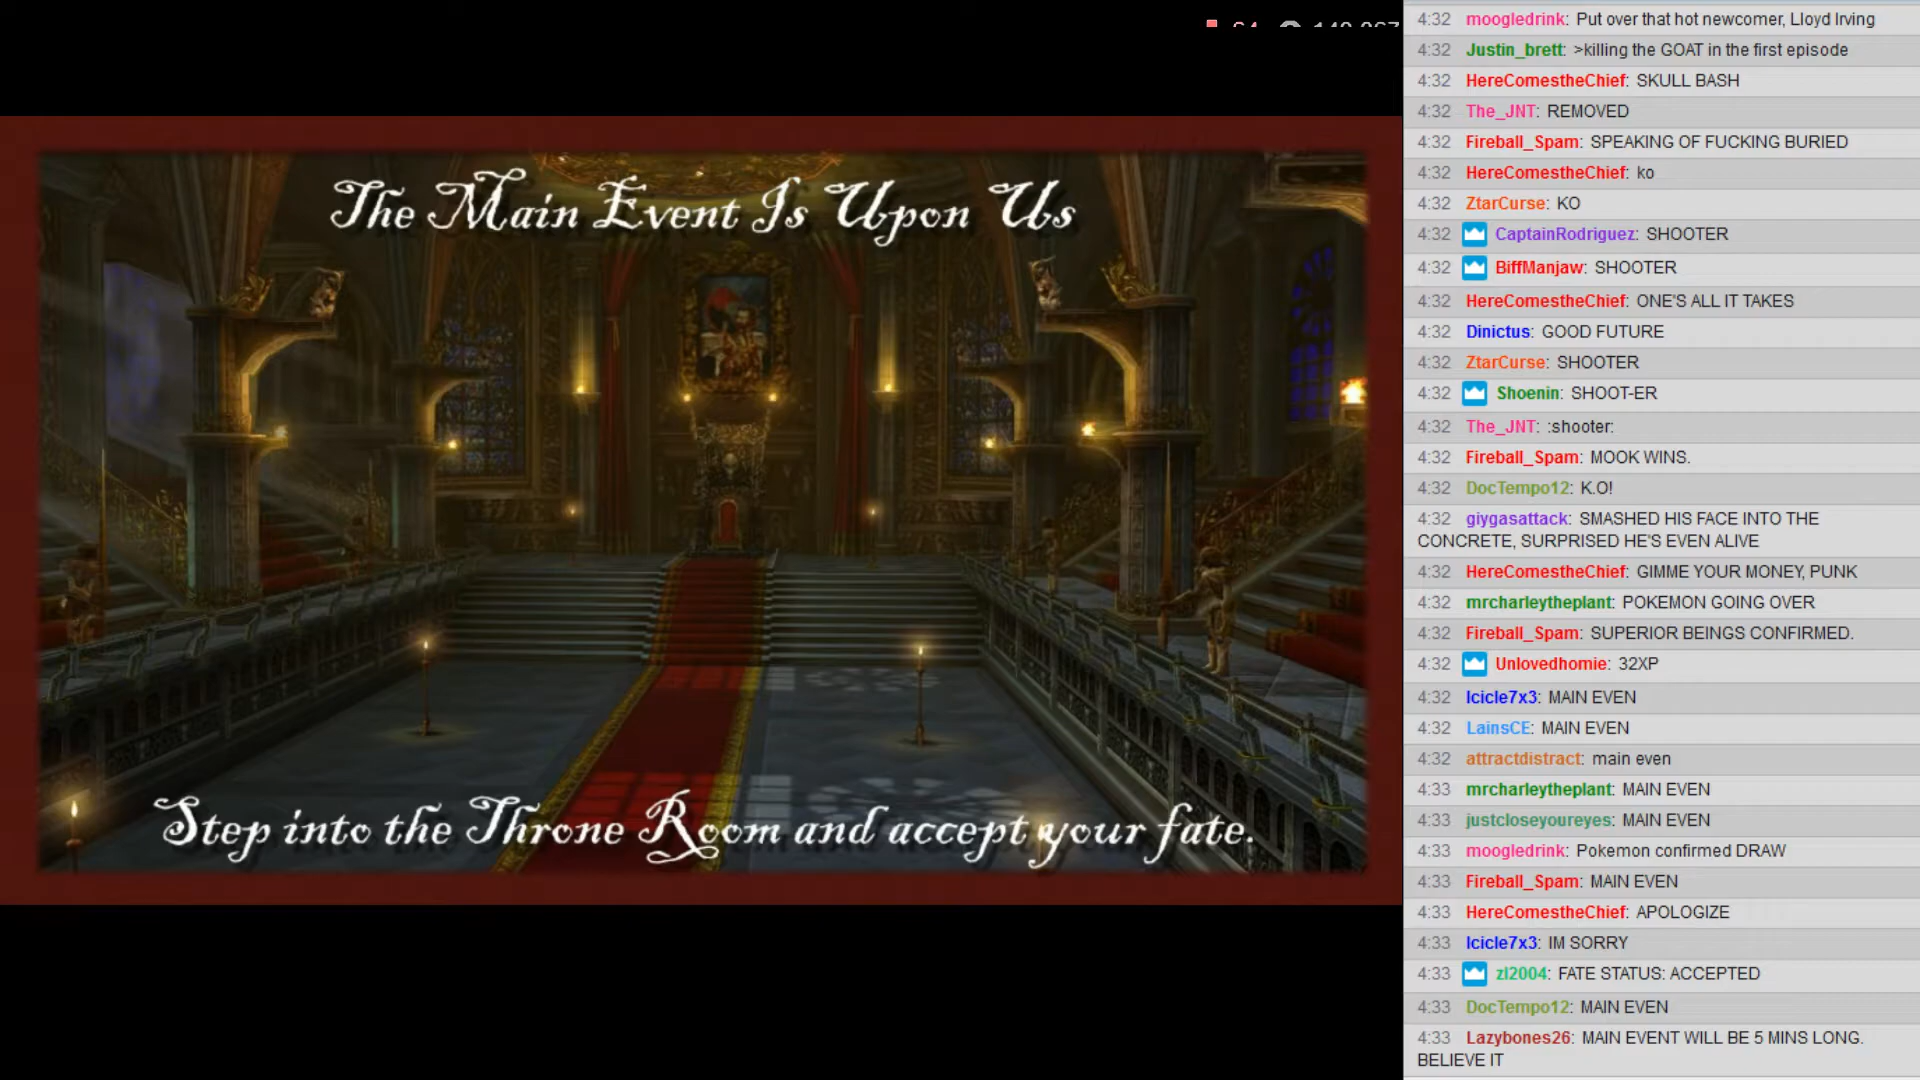 The Main Event Is Upon Us
Step into the Throne Room and accept your fate.
4:32 moogledrink: Put over that hot newcomer, Lloyd Irving
4:32 Justin_brett: >killing the GOAT in the first episode
4:32 HereComestheChief: SKULL BASH
4:32 The_JNT: REMOVED
4:32 Fireball_Spam: SPEAKING OF FUCKING BURIED
4:32 HereComestheChief: ko
4:32 ZtarCurse: KO
4:32 CaptainRodriguez: SHOOTER
4:32 BiffManjaw: SHOOTER
4:32 HereComestheChief: ONE'S ALL IT TAKES
4:32 Dinictus: GOOD FUTURE
4:32 ZtarCurse: SHOOTER
4:32 Shoenin: SHOOT-ER
4:32 The_JNT: :shooter:
4:32 Fireball_Spam: MOOK WINS.
4:32 DocTempo12: K.O!
4:32 giygasattack: SMASHED HIS FACE INTO THE
CONCRETE, SURPRISED HE'S EVEN ALIVE
4:32 HereComestheChief: GIMME YOUR MONEY, PUNK
4:32 mrcharleytheplant: POKEMON GOING OVER
4:32 Fireball_Spam: SUPERIOR BEINGS CONFIRMED.
4:32 Unlovedhomie: 32XP
4:32 Icicle7x3: MAIN EVEN
4:32 LainsCE: MAIN EVEN
4:32 attractdistract: main even
4:33 mrcharleytheplant: MAIN EVEN
4:33 justcloseyoureyes: MAIN EVEN
4:33 moogledrink: Pokemon confirmed DRAW
4:33 Fireball_Spam: MAIN EVEN
4:33 HereComestheChief: APOLOGIZE
4:33 Icicle7x3: IM SORRY
4:33 zl2004: FATE STATUS: ACCEPTED
4:33 DocTempo12: MAIN EVEN
4:33 Lazybones26: MAIN EVENT WILL BE 5 MINS LONG.
BELIEVE IT